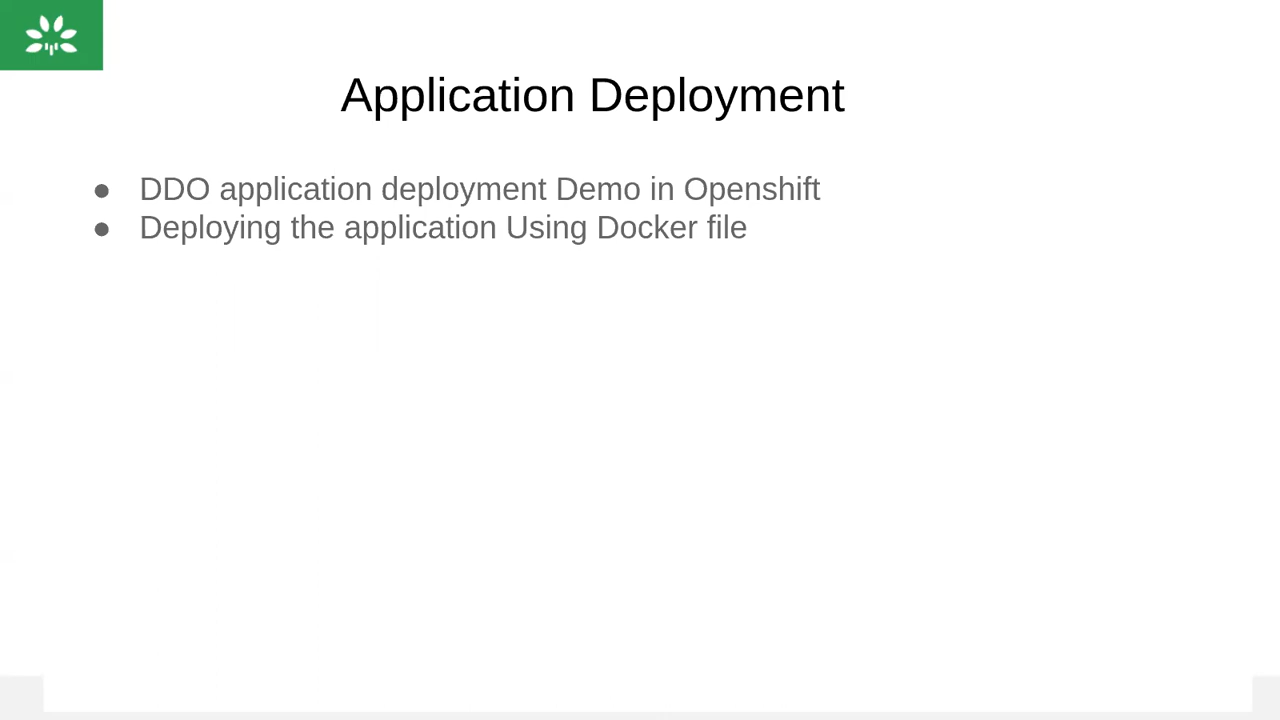 Application Deployment
● DDO application deployment Demo in Openshift
● Deploying the application Using Docker file